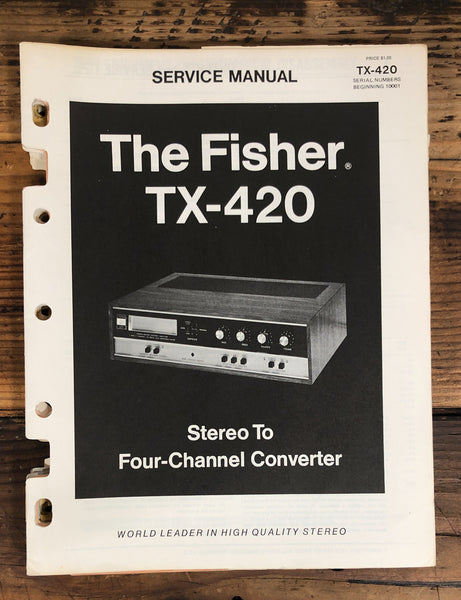 PRICE $1.00
SERVICE MANUAL
TX-420
SERIAL NUMBERS
BEGINNING 10001
The Fisher®
TX-420
Stereo To
Four-Channel Converter
WORLD LEADER IN HIGH QUALITY STEREO